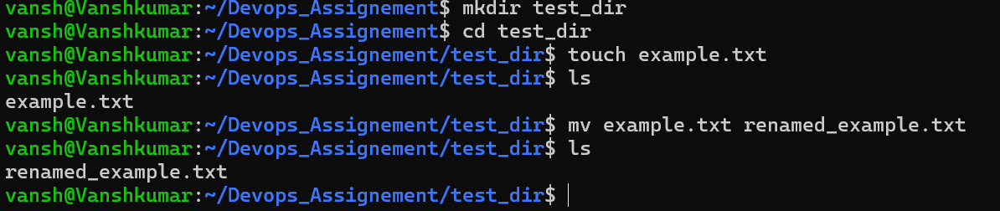 vansh@Vanshkumar:~/Devops_Assignement$ mkdir test_dir
vansh@Vanshkumar:~/Devops_Assignement$ cd test_dir
vansh@Vanshkumar:~/Devops_Assignement/test_dir$ touch example.txt
vansh@Vanshkumar:~/Devops_Assignement/test_dir$ ls
example.txt
vansh@Vanshkumar:~/Devops_Assignement/test_dir$ mv example.txt renamed_example.txt
vansh@Vanshkumar:~/Devops_Assignement/test_dir$ ls
renamed_example.txt
vansh@Vanshkumar:~/Devops_Assignement/test_dir$